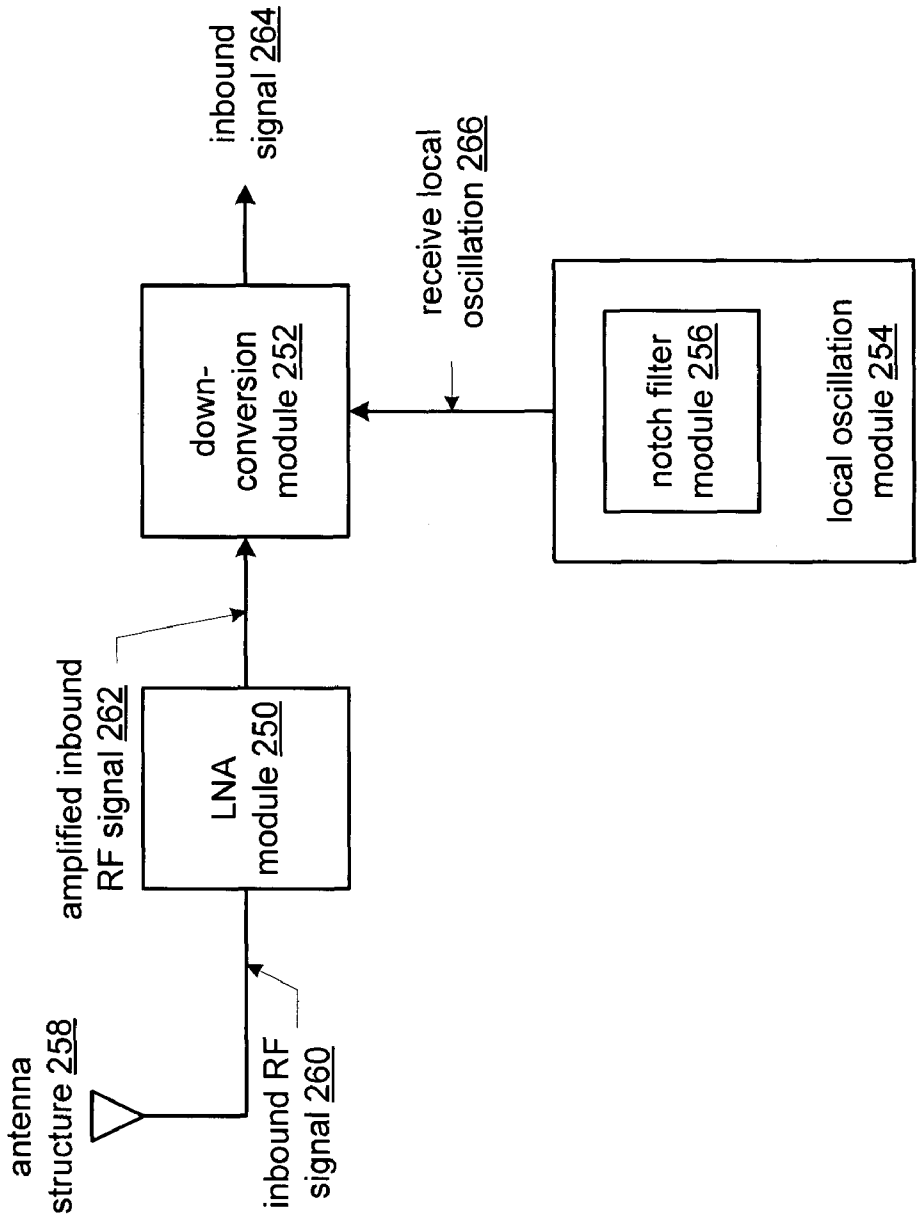 antenna
structure 258
inbound RF
signal 260
amplified inbound
RF signal 262
LNA
module 250
down-
conversion
module 252
inbound
signal 264
receive local
oscillation 266
notch filter
module 256
local oscillation
module 254